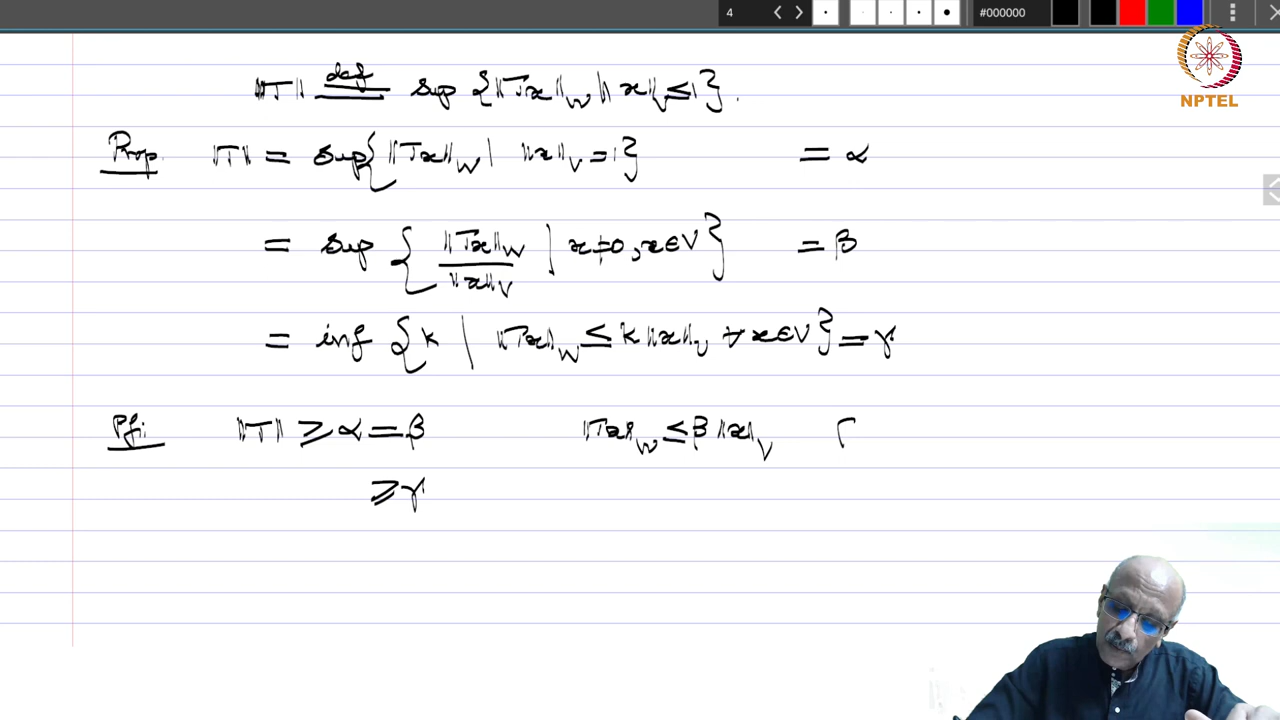 4 #000000
NPTEL
‖T‖ def= sup {‖Tx‖_W | ‖x‖_V ≤ 1}.
Prop. ‖T‖ = sup{‖Tx‖_W | ‖x‖_V = 1} = α
= sup { ‖Tx‖_W / ‖x‖_V | x≠0, x∈V } = β
= inf {k | ‖Tx‖_W ≤ k‖x‖_V ∀ x∈V} = γ
Pf: ‖T‖ ≥ α = β ‖Tx‖_W ≤ β ‖x‖_V
≥ γ